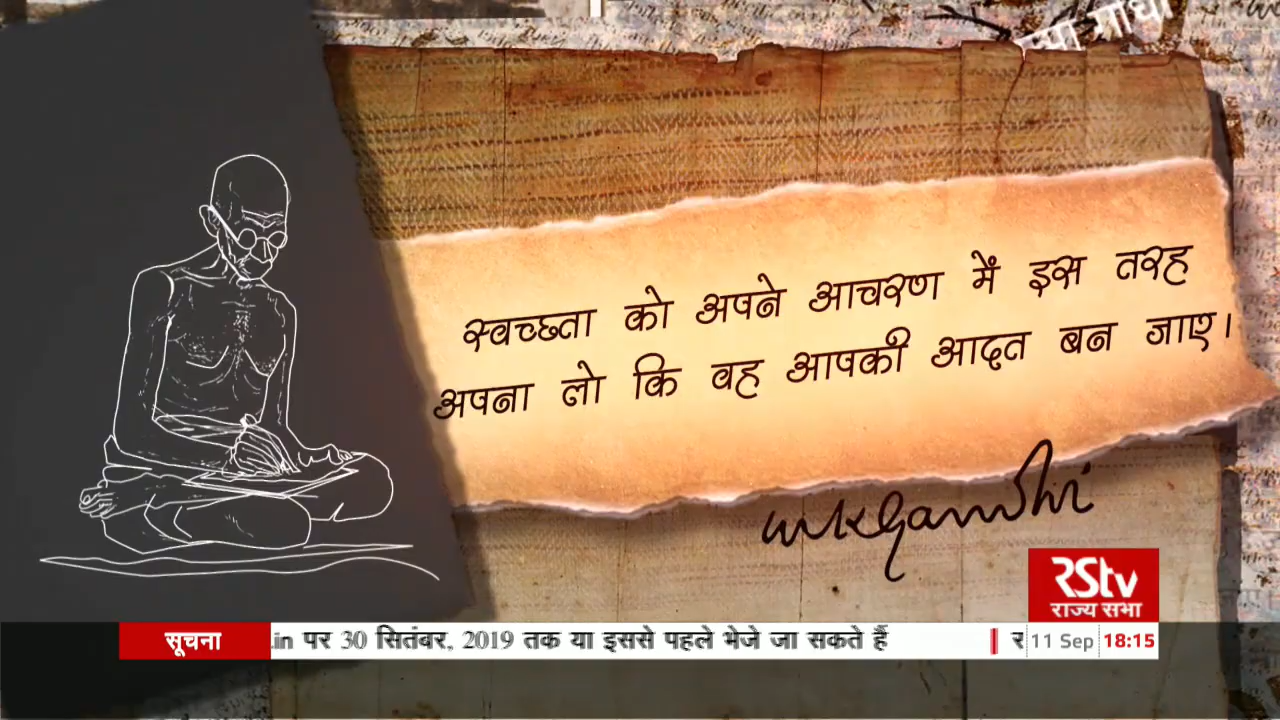 स्वच्छता को अपने आचरण में इस तरह
अपना लो कि वह आपकी आदत बन जाए।
mkGandhi
RStv
राज्य सभा
सूचना
.in पर 30 सितंबर, 2019 तक या इससे पहले भेजे जा सकते हैं
11 Sep 18:15